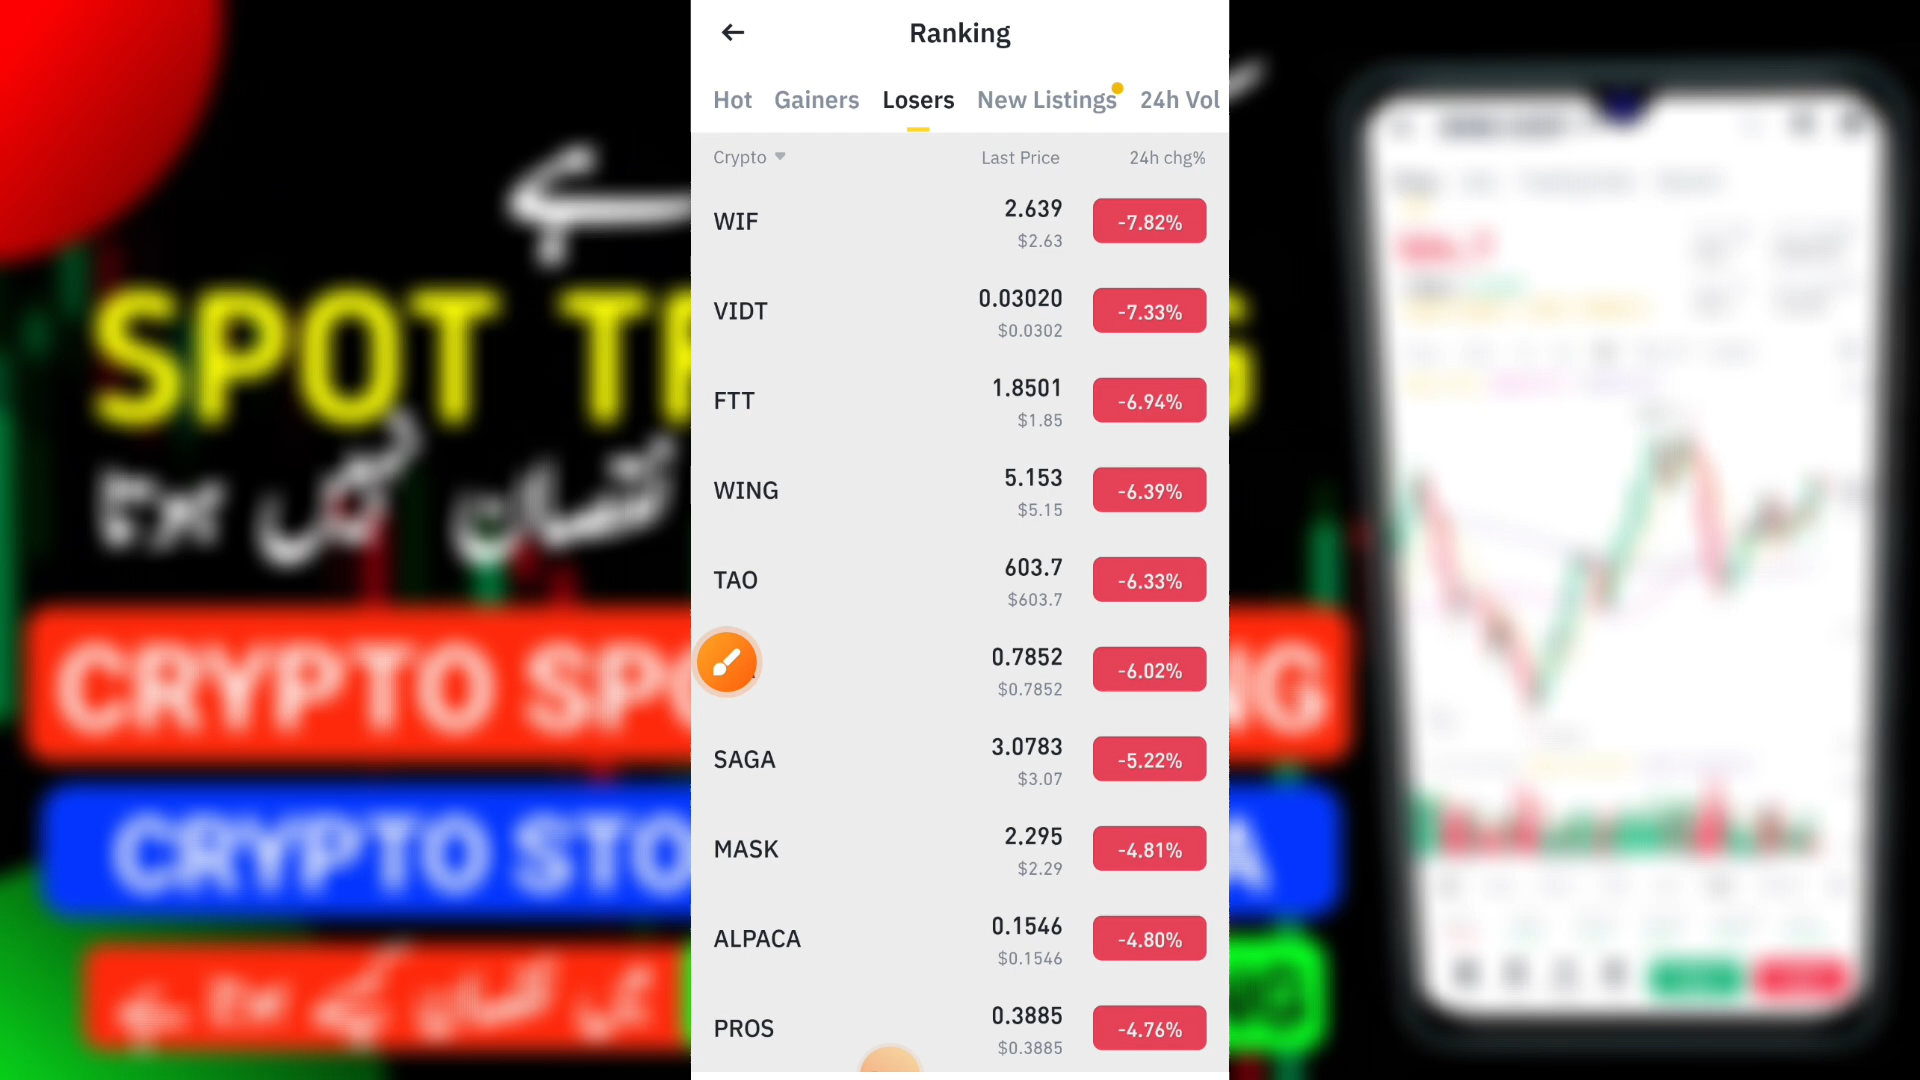 Ranking
Hot Gainers Losers New Listings 24h Vol
Crypto Last Price 24h chg%
WIF 2.639 -7.82%
$2.63
VIDT 0.03020 -7.33%
$0.0302
FTT 1.8501 -6.94%
$1.85
WING 5.153 -6.39%
$5.15
TAO 603.7 -6.33%
$603.7
0.7852 -6.02%
$0.7852
SAGA 3.0783 -5.22%
$3.07
MASK 2.295 -4.81%
$2.29
ALPACA 0.1546 -4.80%
$0.1546
PROS 0.3885 -4.76%
$0.3885
SPOT
CRYPTO
CRYPTO